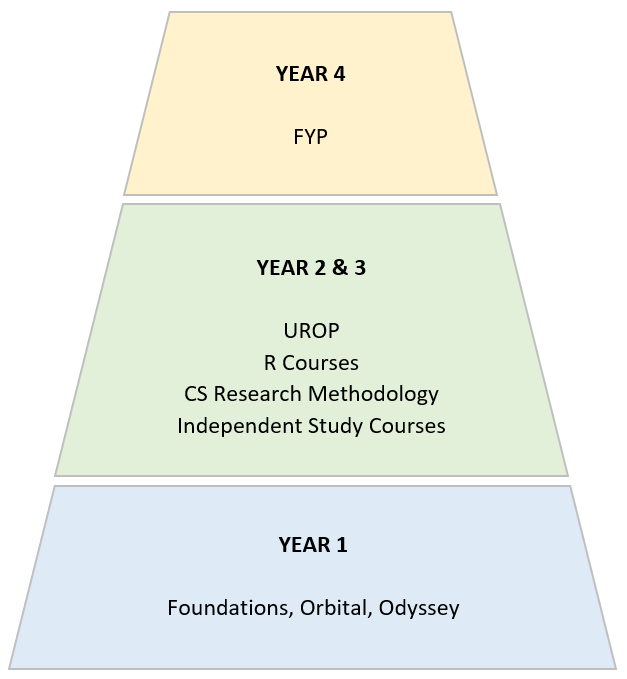 YEAR 4
FYP
YEAR 2 & 3
UROP
R Courses
CS Research Methodology
Independent Study Courses
YEAR 1
Foundations, Orbital, Odyssey